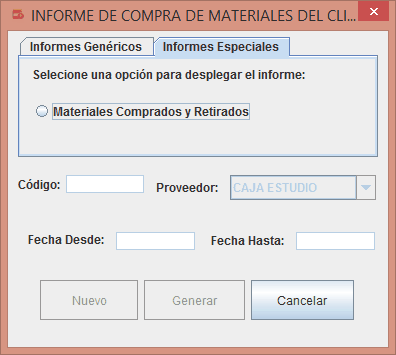 INFORME DE COMPRA DE MATERIALES DEL CLI...
Informes Genéricos Informes Especiales
Selecione una opción para desplegar el informe:
Materiales Comprados y Retirados
Código: Proveedor: CAJA ESTUDIO
Fecha Desde: Fecha Hasta:
Nuevo Generar Cancelar